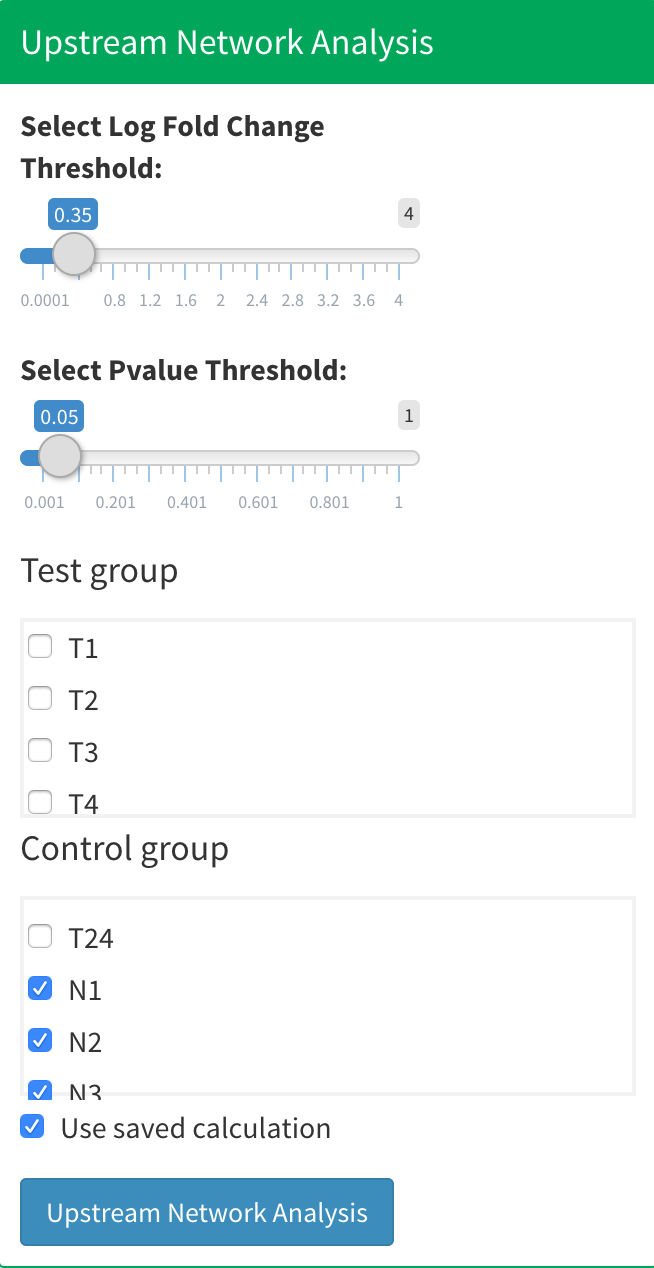 Upstream Network Analysis
Select Log Fold Change
Threshold:
0.35 4
0.0001 0.8 1.2 1.6 2 2.4 2.8 3.2 3.6 4
Select Pvalue Threshold:
0.05 1
0.001 0.201 0.401 0.601 0.801 1
Test group
T1
T2
T3
T4
Control group
T24
N1
N2
N3
Use saved calculation
Upstream Network Analysis